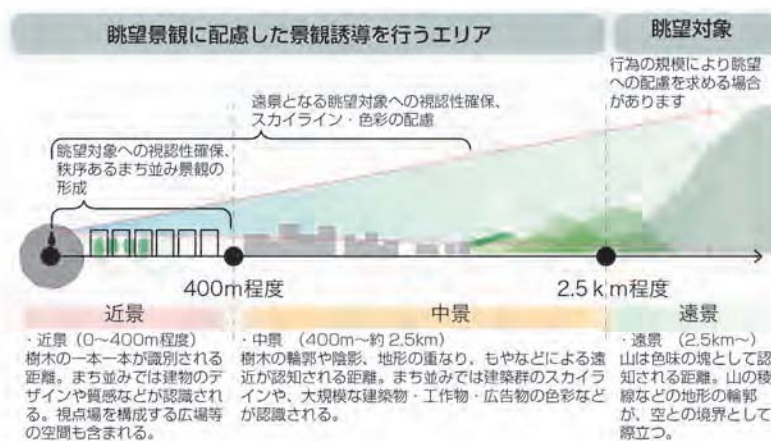 眺望景観に配慮した景観誘導を行うエリア
眺望対象
行為の規模により眺望
への配慮を求める場合
があります
遠景となる眺望対象への視認性確保、
スカイライン・色彩の配慮
眺望対象への視認性確保、
秩序あるまち並み景観の
形成
400m程度
2.5km程度
近景
中景
遠景
・近景（0～400m程度）
樹木の一本一本が識別される
距離。まち並みでは建物のデ
ザインや質感などが認識され
る。視点場を構成する広場等
の空間も含まれる。
・中景 （400m～約2.5km）
樹木の輪郭や陰影、地形の重なり、もやなどによる遠
近が認知される距離。まち並みでは建築群のスカイラ
インや、大規模な建築物・工作物・広告物の色彩など
が認識される。
・遠景 （2.5km～）
山は色味の塊として認
知される距離。山の稜
線などの地形の輪郭
が、空との境界として
際立つ。